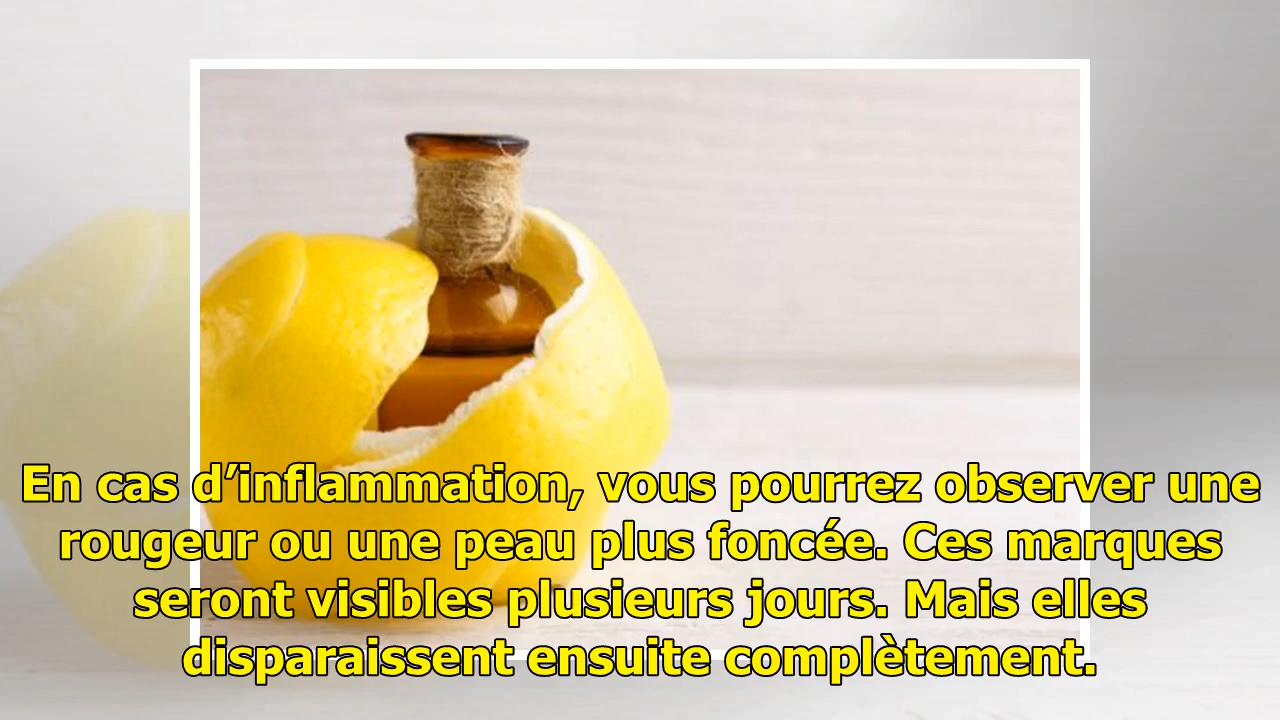 En cas d’inflammation, vous pourrez observer une
rougeur ou une peau plus foncée. Ces marques
seront visibles plusieurs jours. Mais elles
disparaissent ensuite complètement.